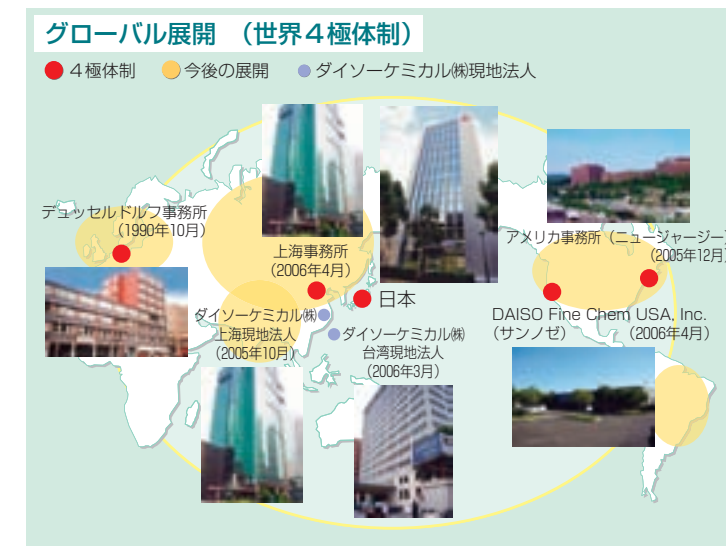 グローバル展開 (世界4極体制)
4極体制 今後の展開 ダイソーケミカル㈱現地法人
デュッセルドルフ事務所
(1990年10月)
上海事務所
(2006年4月)
アメリカ事務所(ニュージャージー)
(2005年12月)
日本
ダイソーケミカル㈱
上海現地法人
(2005年10月)
ダイソーケミカル㈱
台湾現地法人
(2006年3月)
DAISO Fine Chem USA, Inc.
(サンノゼ) (2006年4月)